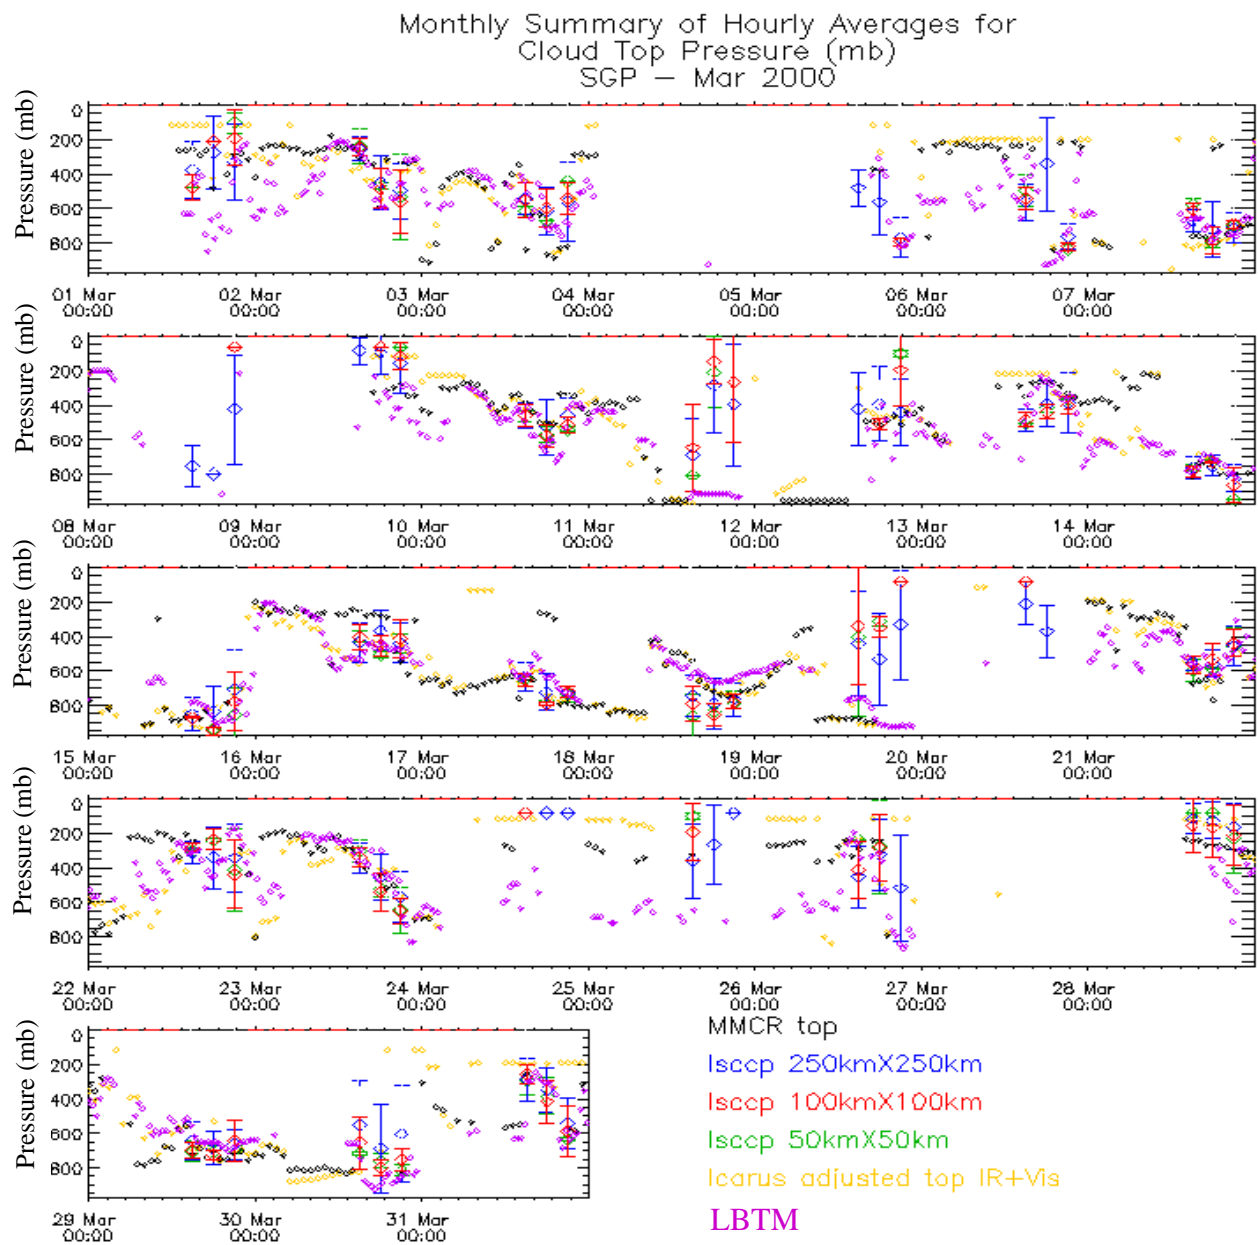 Monthly Summary of Hourly Averages for
Cloud Top Pressure (mb)
SGP – Mar 2000
Pressure (mb)
0
200
400
600
800
01 Mar 02 Mar 03 Mar 04 Mar 05 Mar 06 Mar 07 Mar
00:00 00:00 00:00 00:00 00:00 00:00 00:00
Pressure (mb)
0
200
400
600
800
08 Mar 09 Mar 10 Mar 11 Mar 12 Mar 13 Mar 14 Mar
00:00 00:00 00:00 00:00 00:00 00:00 00:00
Pressure (mb)
0
200
400
600
800
15 Mar 16 Mar 17 Mar 18 Mar 19 Mar 20 Mar 21 Mar
00:00 00:00 00:00 00:00 00:00 00:00 00:00
Pressure (mb)
0
200
400
600
800
22 Mar 23 Mar 24 Mar 25 Mar 26 Mar 27 Mar 28 Mar
00:00 00:00 00:00 00:00 00:00 00:00 00:00
Pressure (mb)
0
200
400
600
800
29 Mar 30 Mar 31 Mar
00:00 00:00 00:00
MMCR top
Isccp 250kmX250km
Isccp 100kmX100km
Isccp 50kmX50km
Icarus adjusted top IR+Vis
LBTM